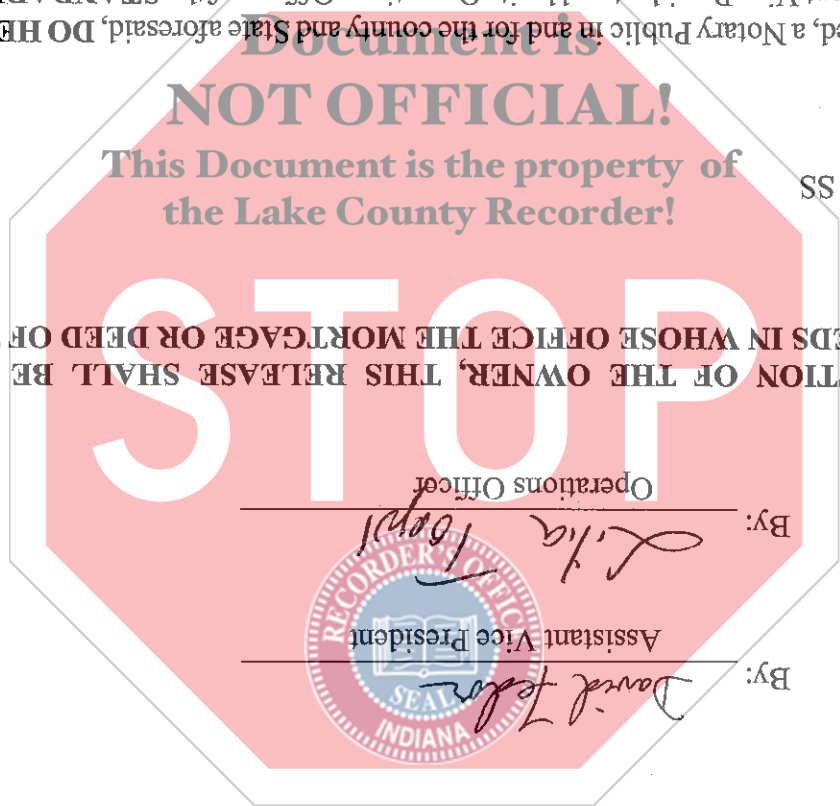 Document is
NOT OFFICIAL!
This Document is the property of
the Lake County Recorder!
STOP
RECORDER'S OFFICE
SEAL
INDIANA
By: David Fedor
Assistant Vice President
By:
Operations Officer
TION OF THE OWNER, THIS RELEASE SHALL BE
DS IN WHOSE OFFICE THE MORTGAGE OR DEED OF
SS
ed, a Notary Public in and for the county and State aforesaid, DO HE